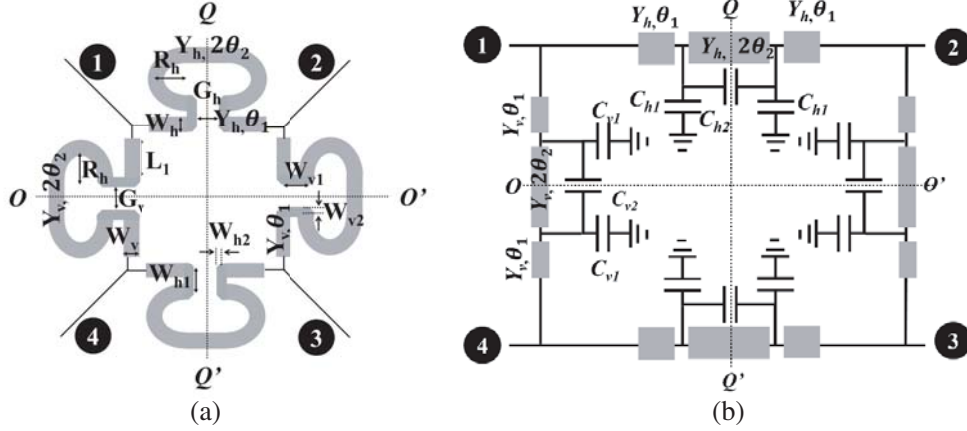 Q
1
Y_h, 2θ_2
2
R_h
G_h
W_h
Y_h, θ_1
L_1
R_h
Y_v, 2θ_2
W_v1
O
O'
G_v
W_v2
Y_v, θ_1
W_v
W_h2
W_h1
4
3
Q'
(a)
Y_h, θ_1
Q
Y_h, θ_1
1
Y_h, 2θ_2
2
C_v1
C_h1
C_h2
C_h1
Y_v, θ_1
Y_v, 2θ_2
O
O'
C_v2
Y_v, θ_1
C_v1
4
3
Q'
(b)